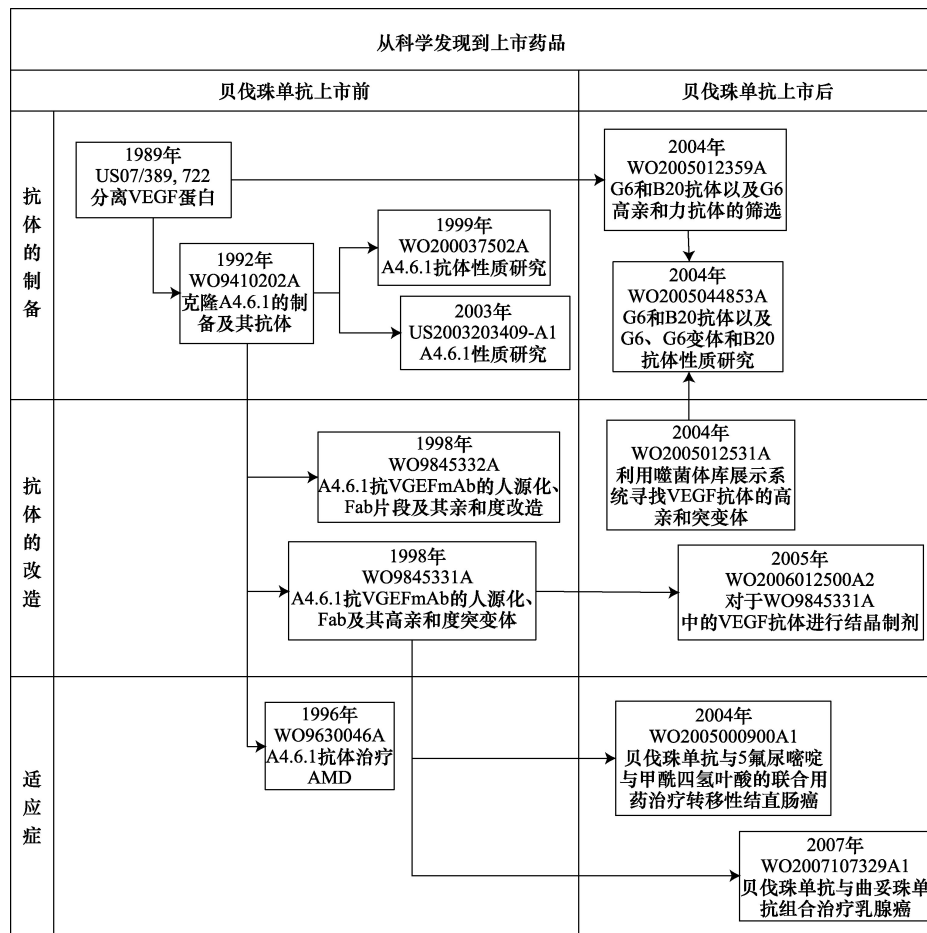 从科学发现到上市药品
贝伐珠单抗上市前
贝伐珠单抗上市后
抗体的制备
1989年
US07/389, 722
分离VEGF蛋白
1992年
WO9410202A
克隆A4.6.1的制
备及其抗体
1999年
WO200037502A
A4.6.1抗体性质研究
2003年
US2003203409-A1
A4.6.1性质研究
2004年
WO2005012359A
G6和B20抗体以及G6
高亲和力抗体的筛选
2004年
WO2005044853A
G6和B20抗体以及
G6、G6变体和B20
抗体性质研究
抗体的改造
1998年
WO9845332A
A4.6.1抗VGEFmAb的人源化、
Fab片段及其亲和度改造
1998年
WO9845331A
A4.6.1抗VGEFmAb的人源化、
Fab及其高亲和度突变体
2004年
WO2005012531A
利用噬菌体库展示系
统寻找VEGF抗体的高
亲和突变体
2005年
WO2006012500A2
对于WO9845331A
中的VEGF抗体进行结晶制剂
适应症
1996年
WO9630046A
A4.6.1抗体治疗
AMD
2004年
WO2005000900A1
贝伐珠单抗与5氟尿嘧啶
与甲酰四氢叶酸的联合用
药治疗转移性结直肠癌
2007年
WO2007107329A1
贝伐珠单抗与曲妥珠单
抗组合治疗乳腺癌